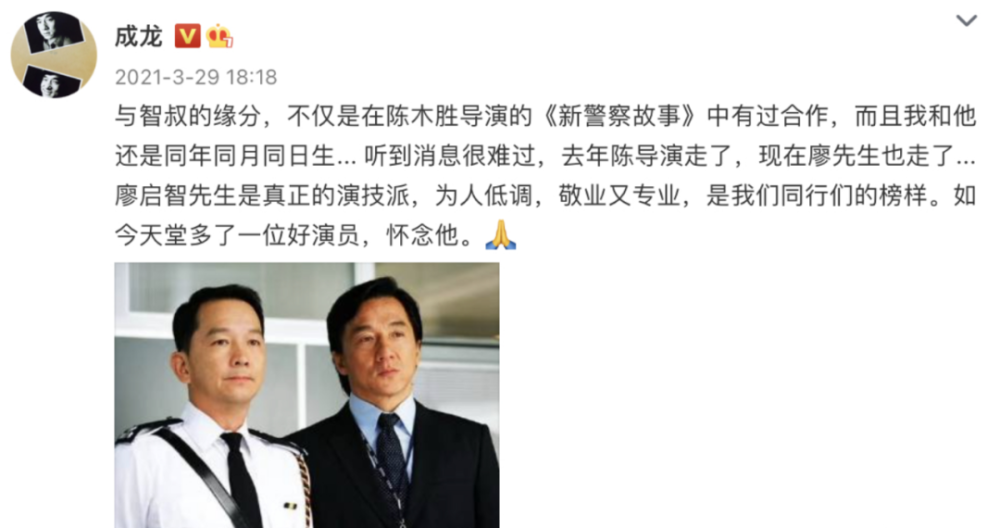 成龙 V
2021-3-29 18:18
与智叔的缘分，不仅是在陈木胜导演的《新警察故事》中有过合作，而且我和他
还是同年同月同日生... 听到消息很难过，去年陈导演走了，现在廖先生也走了...
廖启智先生是真正的演技派，为人低调，敬业又专业，是我们同行们的榜样。如
今天堂多了一位好演员，怀念他。🙏